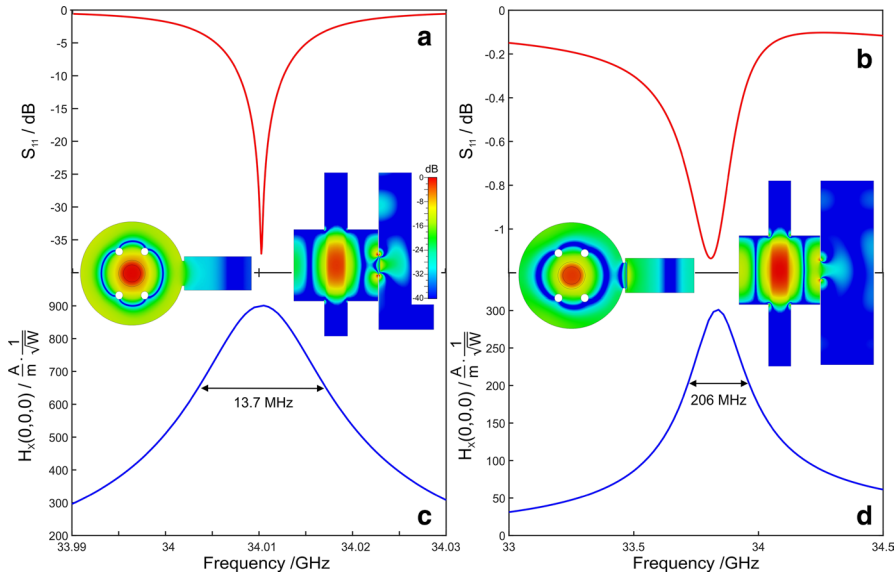 0
-5
-10
-15
-20
-25
-30
-35
S₁₁ / dB
a
dB
0
-8
-16
-24
-32
-40
0
-0.2
-0.4
-0.6
-0.8
-1
S₁₁ / dB
b
900
800
700
600
500
400
300
200
Hₓ(0,0,0) / A/m · 1/√W
13.7 MHz
c
33.99 34 34.01 34.02 34.03
Frequency /GHz
300
250
200
150
100
50
0
Hₓ(0,0,0) / A/m · 1/√W
206 MHz
d
33 33.5 34 34.5
Frequency /GHz